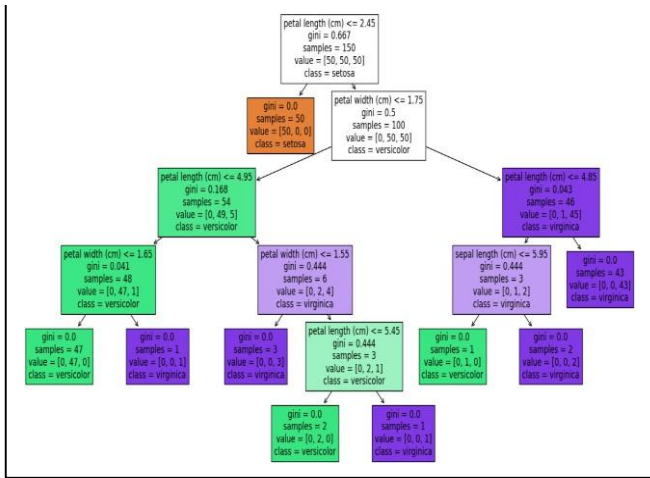 petal length (cm) <= 2.45
gini = 0.667
samples = 150
value = [50, 50, 50]
class = setosa
gini = 0.0
samples = 50
value = [50, 0, 0]
class = setosa
petal width (cm) <= 1.75
gini = 0.5
samples = 100
value = [0, 50, 50]
class = versicolor
petal length (cm) <= 4.95
gini = 0.168
samples = 54
value = [0, 49, 5]
class = versicolor
petal length (cm) <= 4.85
gini = 0.043
samples = 46
value = [0, 1, 45]
class = virginica
petal width (cm) <= 1.65
gini = 0.041
samples = 48
value = [0, 47, 1]
class = versicolor
petal width (cm) <= 1.55
gini = 0.444
samples = 6
value = [0, 2, 4]
class = virginica
sepal length (cm) <= 5.95
gini = 0.444
samples = 3
value = [0, 1, 2]
class = virginica
gini = 0.0
samples = 43
value = [0, 0, 43]
class = virginica
gini = 0.0
samples = 47
value = [0, 47, 0]
class = versicolor
gini = 0.0
samples = 1
value = [0, 0, 1]
class = virginica
gini = 0.0
samples = 3
value = [0, 0, 3]
class = virginica
petal length (cm) <= 5.45
gini = 0.444
samples = 3
value = [0, 2, 1]
class = versicolor
gini = 0.0
samples = 1
value = [0, 1, 0]
class = versicolor
gini = 0.0
samples = 2
value = [0, 0, 2]
class = virginica
gini = 0.0
samples = 2
value = [0, 2, 0]
class = versicolor
gini = 0.0
samples = 1
value = [0, 0, 1]
class = virginica